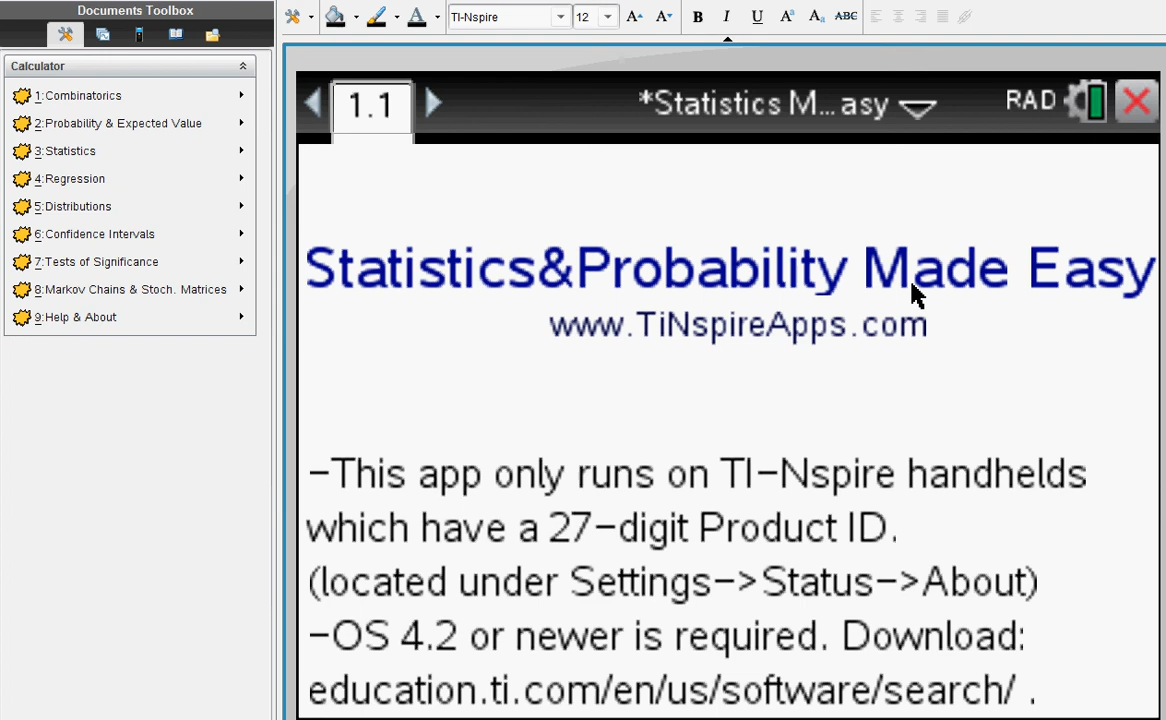 Documents Toolbox
TI-Nspire 12 A A B I U Aa Aa ABC
Calculator
1:Combinatorics
2:Probability & Expected Value
3:Statistics
4:Regression
5:Distributions
6:Confidence Intervals
7:Tests of Significance
8:Markov Chains & Stoch. Matrices
9:Help & About
1.1 *Statistics M... asy RAD
Statistics&Probability Made Easy
www.TiNspireApps.com
-This app only runs on TI-Nspire handhelds
which have a 27-digit Product ID.
(located under Settings->Status->About)
-OS 4.2 or newer is required. Download:
education.ti.com/en/us/software/search/ .